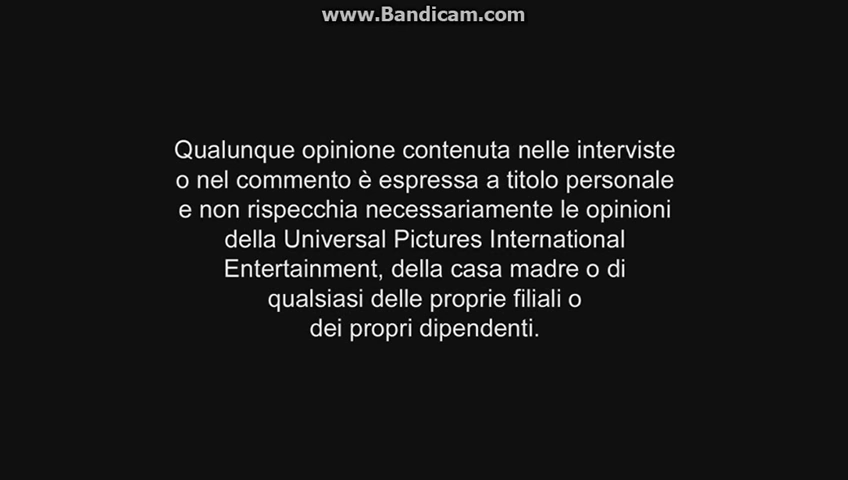 www.Bandicam.com
Qualunque opinione contenuta nelle interviste
o nel commento è espressa a titolo personale
e non rispecchia necessariamente le opinioni
della Universal Pictures International
Entertainment, della casa madre o di
qualsiasi delle proprie filiali o
dei propri dipendenti.